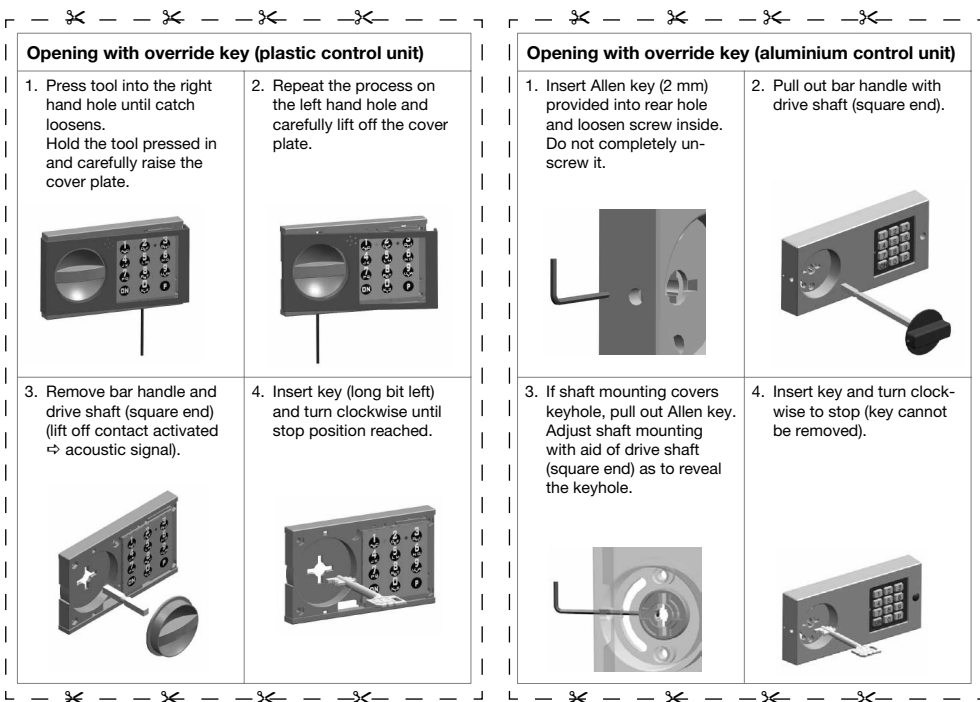 Opening with override key (plastic control unit)
1. Press tool into the right
hand hole until catch
loosens.
Hold the tool pressed in
and carefully raise the
cover plate.
2. Repeat the process on
the left hand hole and
carefully lift off the cover
plate.
3. Remove bar handle and
drive shaft (square end)
(lift off contact activated
⇨ acoustic signal).
4. Insert key (long bit left)
and turn clockwise until
stop position reached.
Opening with override key (aluminium control unit)
1. Insert Allen key (2 mm)
provided into rear hole
and loosen screw inside.
Do not completely un-
screw it.
2. Pull out bar handle with
drive shaft (square end).
3. If shaft mounting covers
keyhole, pull out Allen key.
Adjust shaft mounting
with aid of drive shaft
(square end) as to reveal
the keyhole.
4. Insert key and turn clock-
wise to stop (key cannot
be removed).